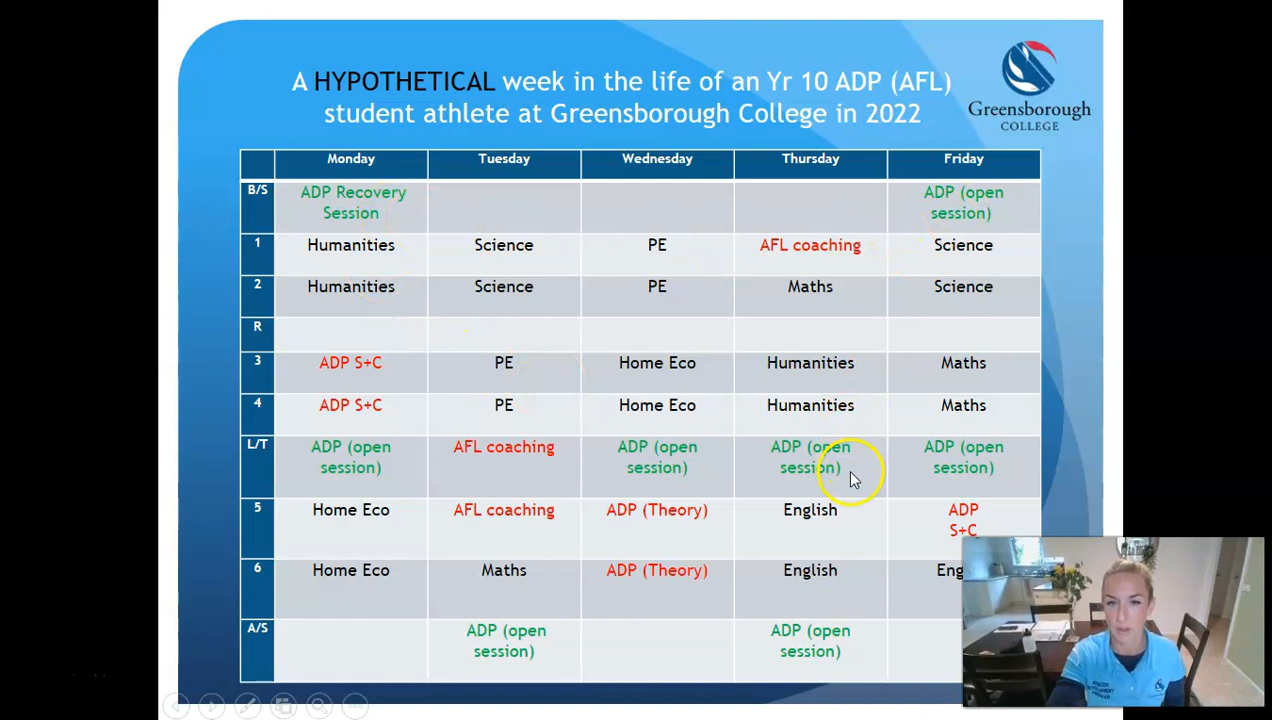 A HYPOTHETICAL week in the life of an Yr 10 ADP (AFL)
student athlete at Greensborough College in 2022
Greensborough
COLLEGE
Monday Tuesday Wednesday Thursday Friday
B/S ADP Recovery Session ADP (open session)
1 Humanities Science PE AFL coaching Science
2 Humanities Science PE Maths Science
R
3 ADP S+C PE Home Eco Humanities Maths
4 ADP S+C PE Home Eco Humanities Maths
L/T ADP (open session) AFL coaching ADP (open session) ADP (open session) ADP (open session)
5 Home Eco AFL coaching ADP (Theory) English ADP S+C
6 Home Eco Maths ADP (Theory) English Eng
A/S ADP (open session) ADP (open session)